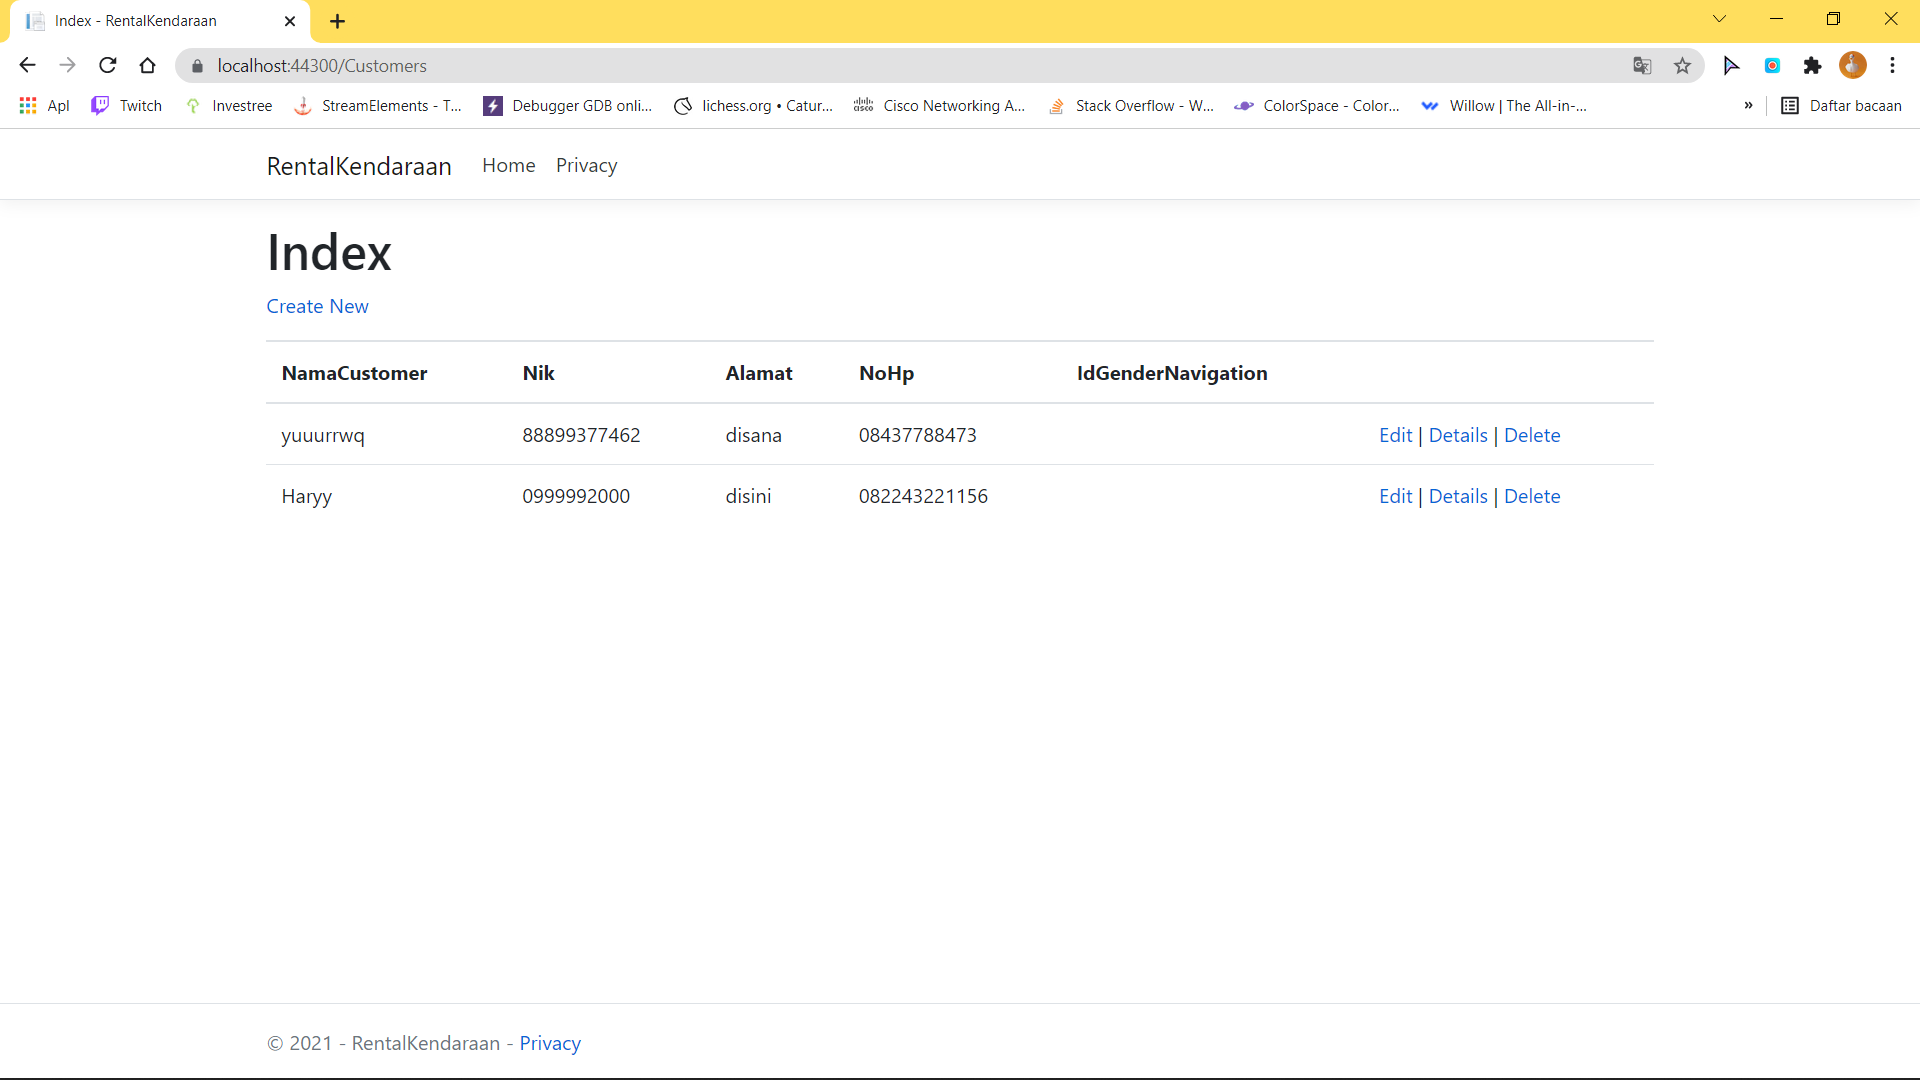 Index - RentalKendaraan
localhost:44300/Customers
Apl Twitch Investree StreamElements - T... Debugger GDB onli... lichess.org • Catur... Cisco Networking A... Stack Overflow - W... ColorSpace - Color... Willow | The All-in-... » Daftar bacaan
RentalKendaraan Home Privacy
Index
Create New
NamaCustomer Nik Alamat NoHp IdGenderNavigation
yuuurrwq 88899377462 disana 08437788473 Edit | Details | Delete
Haryy 0999992000 disini 082243221156 Edit | Details | Delete
© 2021 - RentalKendaraan - Privacy